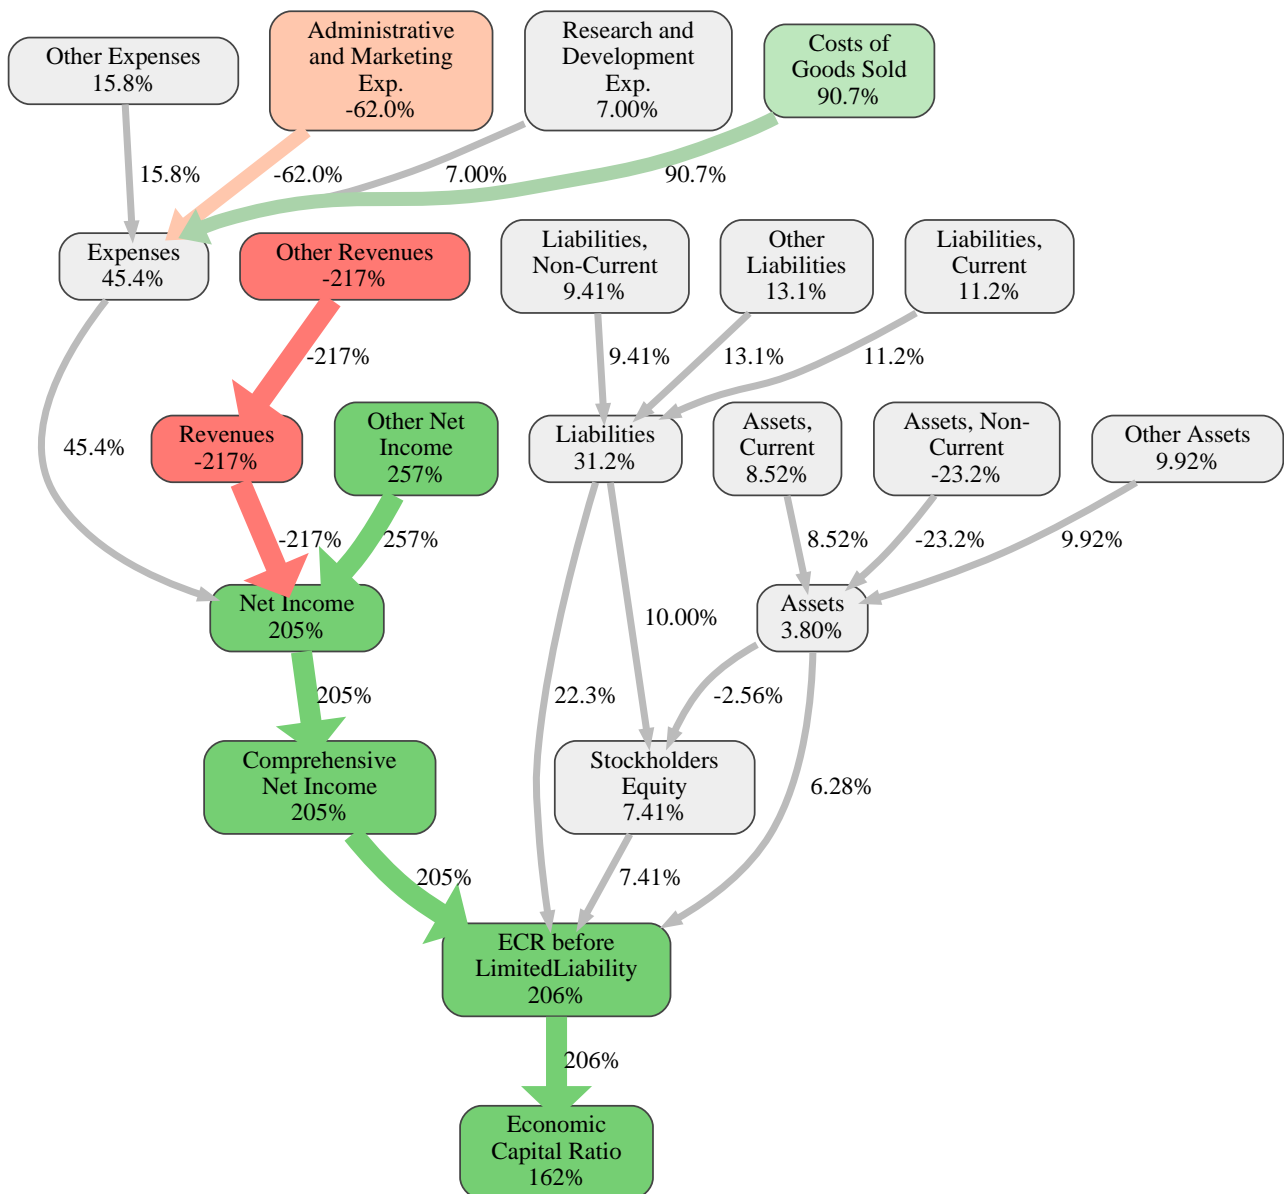 Other Expenses
15.8%
Administrative
and Marketing
Exp.
-62.0%
Research and
Development
Exp.
7.00%
Costs of
Goods Sold
90.7%
15.8%
-62.0%
7.00%
90.7%
Expenses
45.4%
Other Revenues
-217%
Liabilities,
Non-Current
9.41%
Other
Liabilities
13.1%
Liabilities,
Current
11.2%
-217%
9.41%
13.1%
11.2%
45.4%
Revenues
-217%
Other Net
Income
257%
Liabilities
31.2%
Assets,
Current
8.52%
Assets, Non-
Current
-23.2%
Other Assets
9.92%
-217%
257%
8.52%
-23.2%
9.92%
Net Income
205%
10.00%
Assets
3.80%
205%
22.3%
-2.56%
Comprehensive
Net Income
205%
Stockholders
Equity
7.41%
6.28%
205%
7.41%
ECR before
LimitedLiability
206%
206%
Economic
Capital Ratio
162%